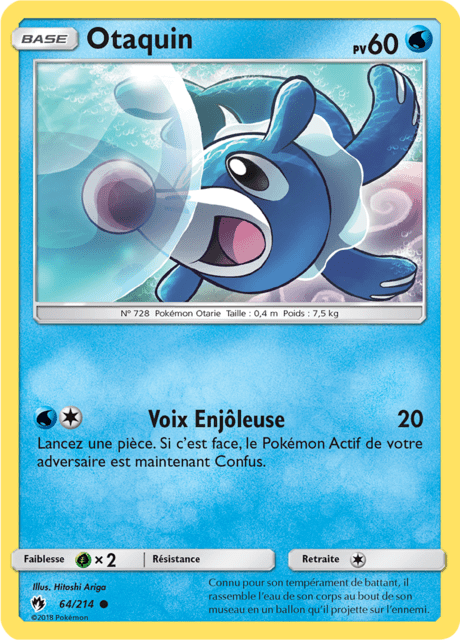 BASE Otaquin PV60
N° 728 Pokémon Otarie Taille : 0,4 m Poids : 7,5 kg
Voix Enjôleuse 20
Lancez une pièce. Si c'est face, le Pokémon Actif de votre
adversaire est maintenant Confus.
Faiblesse ×2 Résistance Retraite
Illus. Hitoshi Ariga
64/214
©2018 Pokémon
Connu pour son tempérament de battant, il
rassemble l'eau de son corps au bout de son
museau en un ballon qu'il projette sur l'ennemi.